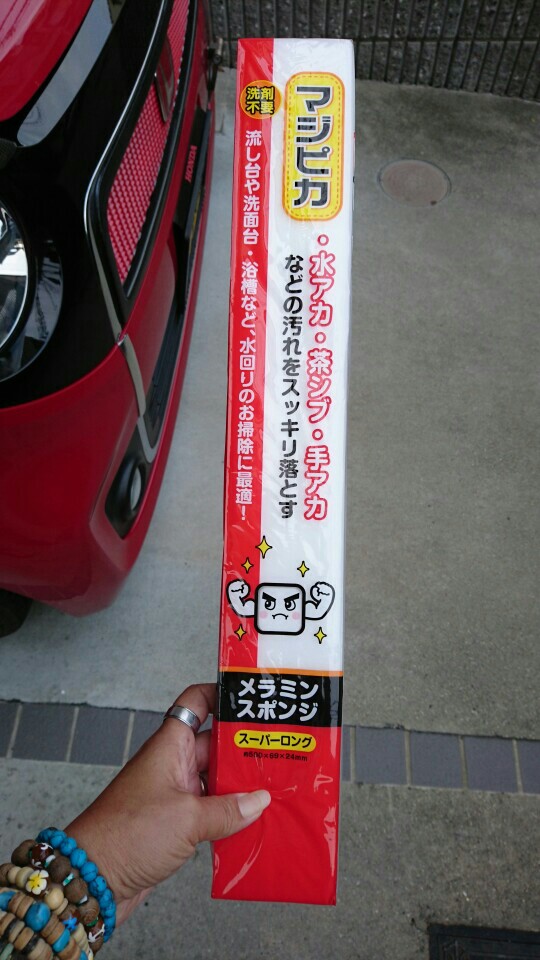 洗剤
不要
マジピカ
・水アカ・茶シブ・手アカ
などの汚れをスッキリ落とす
流し台や洗面台・浴槽など、水回りのお掃除に最適!
メラミン
スポンジ
スーパーロング